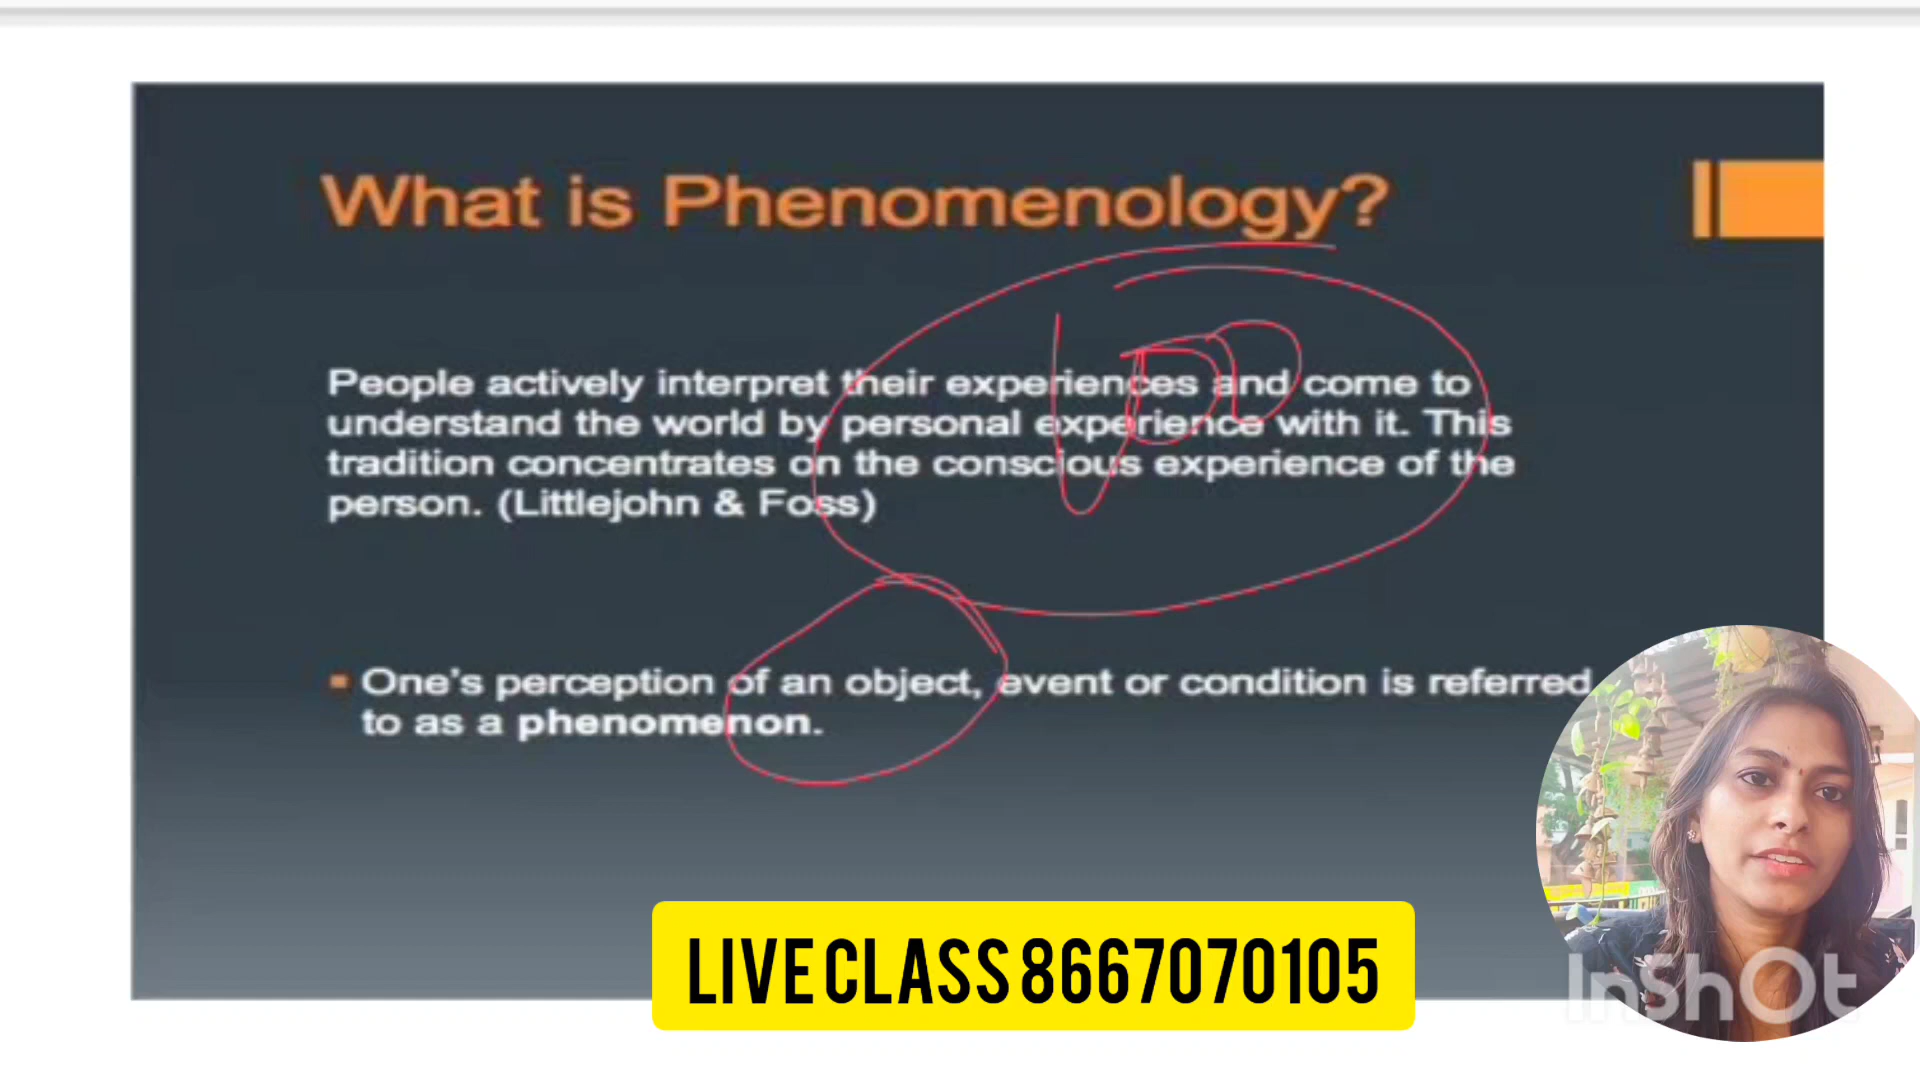 What is Phenomenology?
People actively interpret their experiences and come to
understand the world by personal experience with it. This
tradition concentrates on the conscious experience of the
person. (Littlejohn & Foss)
One's perception of an object, event or condition is referred
to as a phenomenon.
LIVE CLASS 8667070105
InShOt